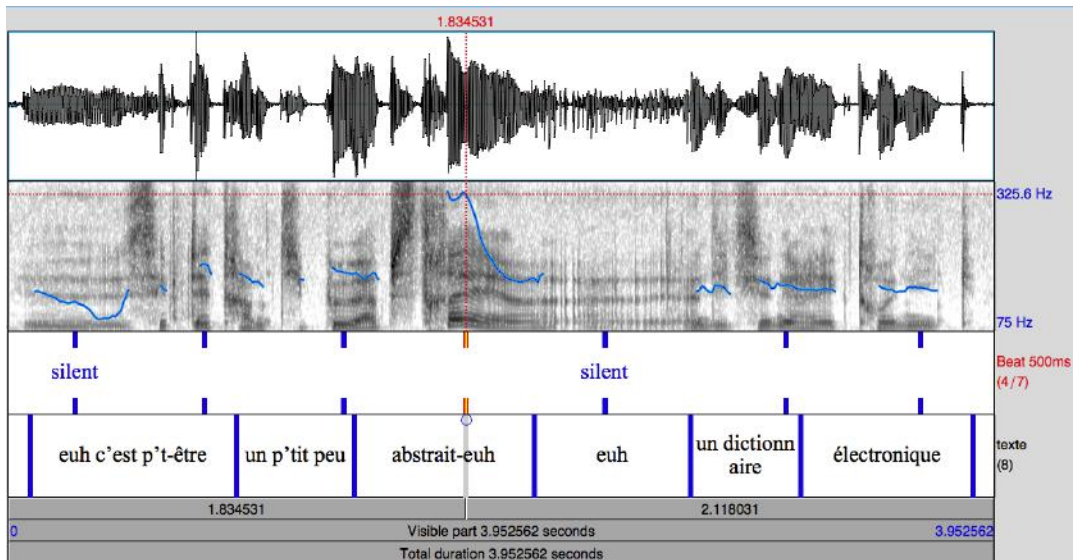 1.834531
325.6 Hz
75 Hz
silent
silent
Beat 500ms
(4/7)
euh c'est p't-être
un p'tit peu
abstrait-euh
euh
un dictionn
aire
électronique
texte
(8)
1.834531
2.118031
0
Visible part 3.952562 seconds
3.952562
Total duration 3.952562 seconds